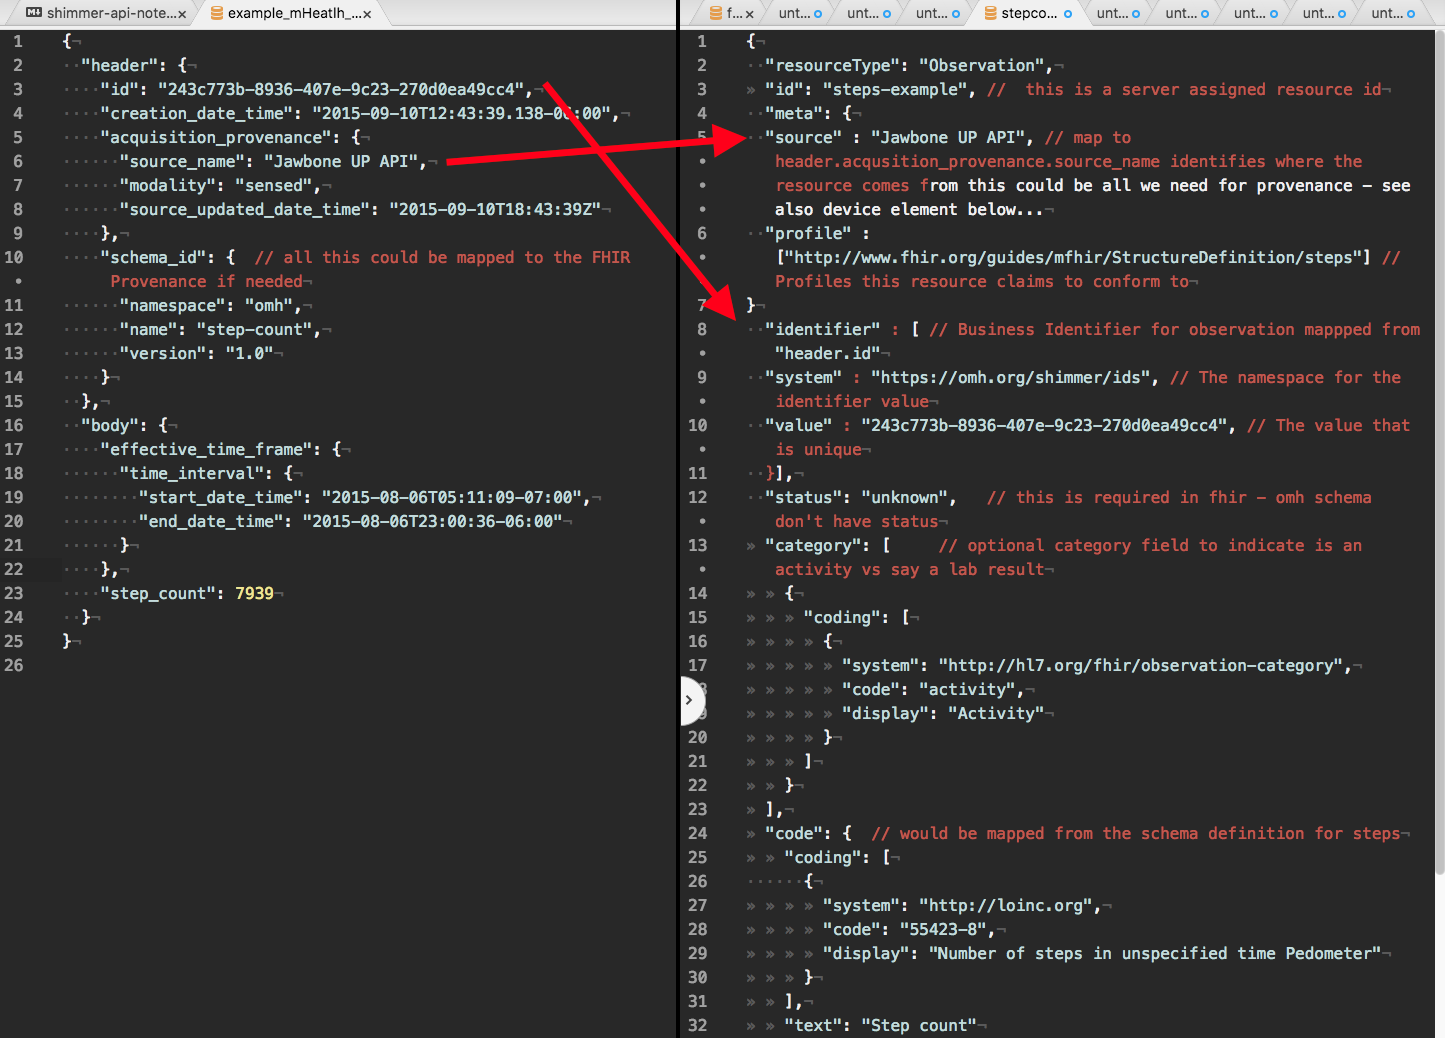 shimmer-api-note...×
example_mHeatlh_...×
f...×
unt...
unt...
unt...
stepco...
unt...
unt...
unt...
unt...
unt...
1 {
2 "header": {
3 "id": "243c773b-8936-407e-9c23-270d0ea49cc4",
4 "creation_date_time": "2015-09-10T12:43:39.138-06:00",
5 "acquisition_provenance": {
6 "source_name": "Jawbone UP API",
7 "modality": "sensed",
8 "source_updated_date_time": "2015-09-10T18:43:39Z"
9 },
10 "schema_id": { // all this could be mapped to the FHIR
Provenance if needed
11 "namespace": "omh",
12 "name": "step-count",
13 "version": "1.0"
14 }
15 },
16 "body": {
17 "effective_time_frame": {
18 "time_interval": {
19 "start_date_time": "2015-08-06T05:11:09-07:00",
20 "end_date_time": "2015-08-06T23:00:36-06:00"
21 }
22 },
23 "step_count": 7939
24 }
25 }
26
1 {
2 "resourceType": "Observation",
3 "id": "steps-example", // this is a server assigned resource id
4 "meta": {
5 "source" : "Jawbone UP API", // map to
header.acqusition_provenance.source_name identifies where the
resource comes from this could be all we need for provenance - see
also device element below...
6 "profile" :
["http://www.fhir.org/guides/mfhir/StructureDefinition/steps"] //
Profiles this resource claims to conform to
7 }
8 "identifier" : [ // Business Identifier for observation mappped from
"header.id"
9 "system" : "https://omh.org/shimmer/ids", // The namespace for the
identifier value
10 "value" : "243c773b-8936-407e-9c23-270d0ea49cc4", // The value that
is unique
11 }],
12 "status": "unknown", // this is required in fhir - omh schema
don't have status
13 "category": [ // optional category field to indicate is an
activity vs say a lab result
14 {
15 "coding": [
16 {
17 "system": "http://hl7.org/fhir/observation-category",
"code": "activity",
"display": "Activity"
20 }
21 ]
22 }
23 ],
24 "code": { // would be mapped from the schema definition for steps
25 "coding": [
26 {
27 "system": "http://loinc.org",
28 "code": "55423-8",
29 "display": "Number of steps in unspecified time Pedometer"
30 }
31 ],
32 "text": "Step count"